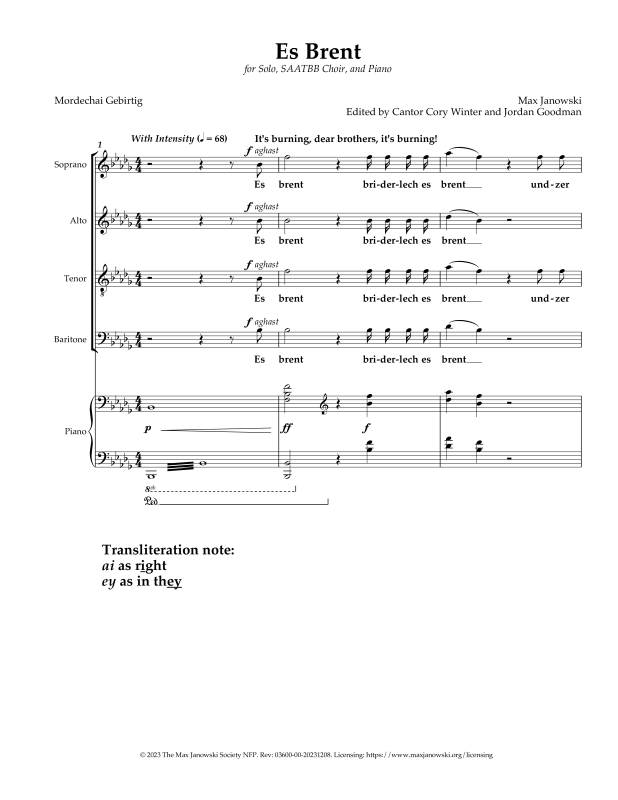 Es Brent
for Solo, SAATBB Choir, and Piano
Mordechai Gebirtig
Max Janowski
Edited by Cantor Cory Winter and Jordan Goodman
With Intensity (♩ = 68) It's burning, dear brothers, it's burning!
1
f aghast
Soprano
Es brent bri-der-lech es brent und-zer
f aghast
Alto
Es brent bri-der-lech es brent
f aghast
Tenor
8
Es brent bri-der-lech es brent und-zer
f aghast
Baritone
Es brent bri-der-lech es brent
Piano
p ff f
8vb
Ped
Transliteration note:
ai as right
ey as in they
© 2023 The Max Janowski Society NFP. Rev: 03600-00-20231208. Licensing: https://www.maxjanowski.org/licensing